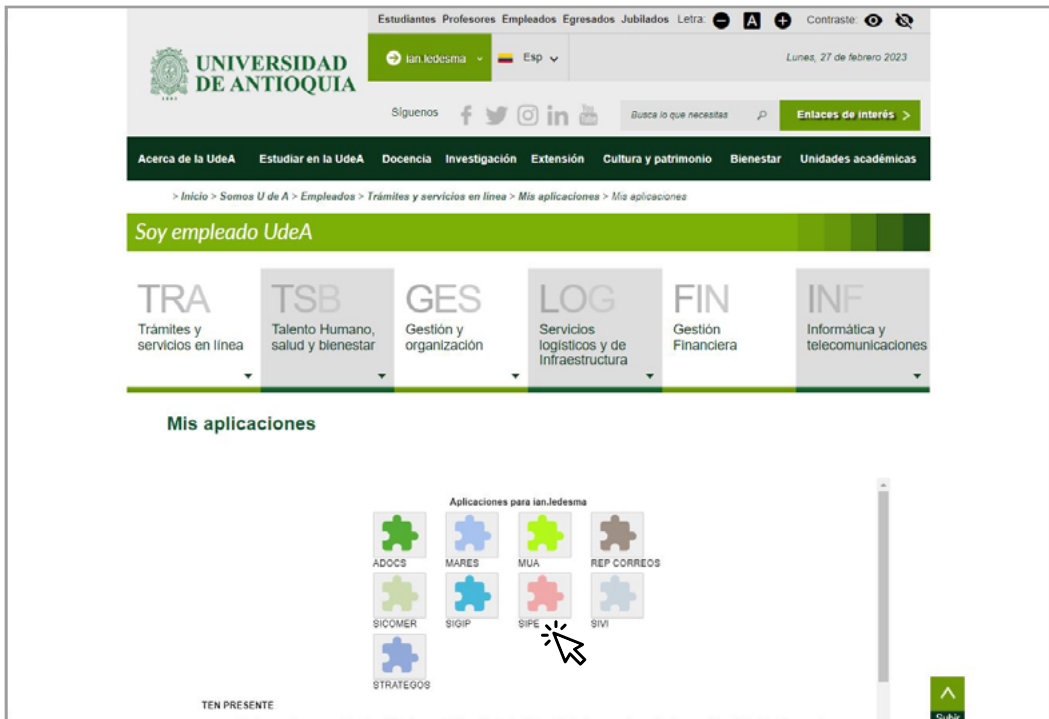 Estudiantes Profesores Empleados Egresados Jubilados Letra: A Contraste:
UNIVERSIDAD
DE ANTIOQUIA
1803
ian.ledesma
Esp
Lunes, 27 de febrero 2023
Síguenos
Busca lo que necesitas
Enlaces de interés >
Acerca de la UdeA Estudiar en la UdeA Docencia Investigación Extensión Cultura y patrimonio Bienestar Unidades académicas
> Inicio > Somos U de A > Empleados > Trámites y servicios en línea > Mis aplicaciones > Mis aplicaciones
Soy empleado UdeA
TRA
Trámites y
servicios en línea
TSB
Talento Humano,
salud y bienestar
GES
Gestión y
organización
LOG
Servicios
logísticos y de
Infraestructura
FIN
Gestión
Financiera
INF
Informática y
telecomunicaciones
Mis aplicaciones
Aplicaciones para ian.ledesma
ADOCS MARES MUA REP CORREOS
SICOMER SIGIP SIPE SIVI
STRATEGOS
TEN PRESENTE
Subir